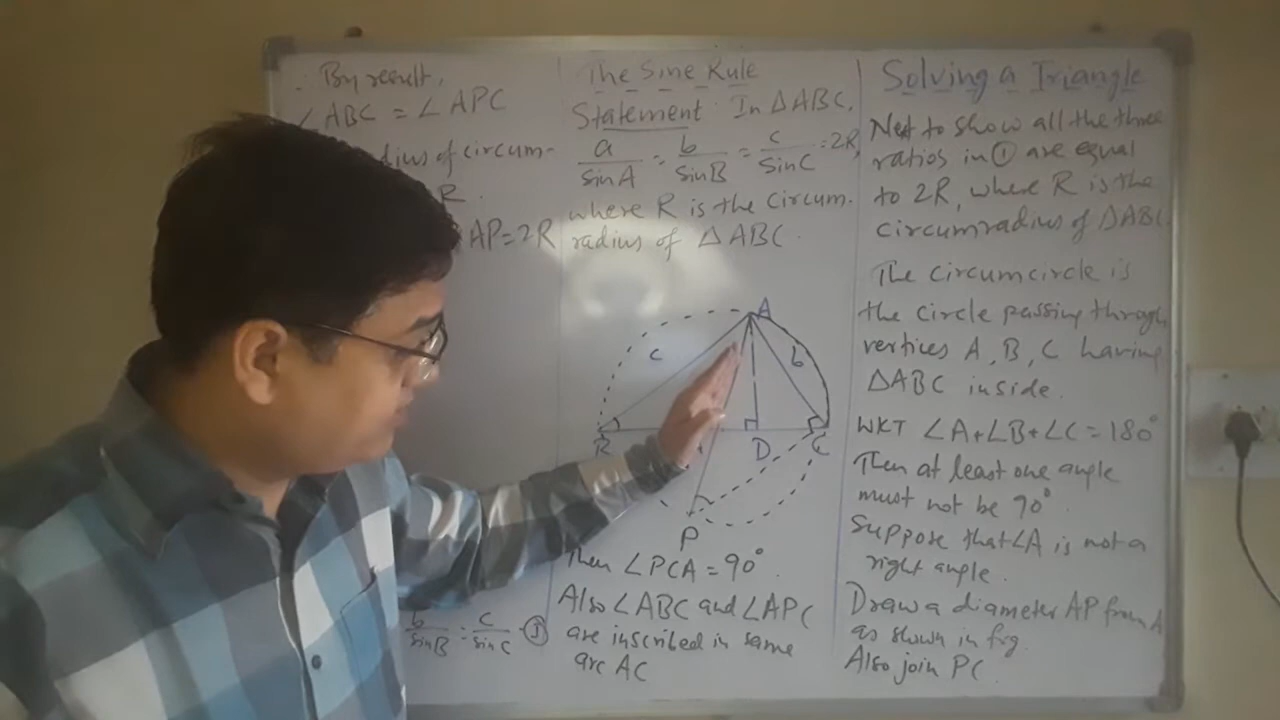 By result,
∠ABC = ∠APC
dius of circum-
R.
AP=2R
b/sinB = c/sinC - ①
The Sine Rule
Statement: In △ABC,
a/sinA = b/sinB = c/sinC = 2R,
where R is the circum.
radius of △ABC.
A
c
b
B
D
C
P
Then ∠PCA = 90°
Also ∠ABC and ∠APC
are inscribed in same
arc AC
Solving a Triangle
Next to show all the three
ratios in ① are equal
to 2R, where R is the
circumradius of △ABC.
The circumcircle is
the circle passing through
vertices A, B, C having
△ABC inside.
WKT ∠A+∠B+∠C = 180°
Then at least one angle
must not be 90°.
Suppose that ∠A is not a
right angle.
Draw a diameter AP from A
as shown in fig.
Also join PC